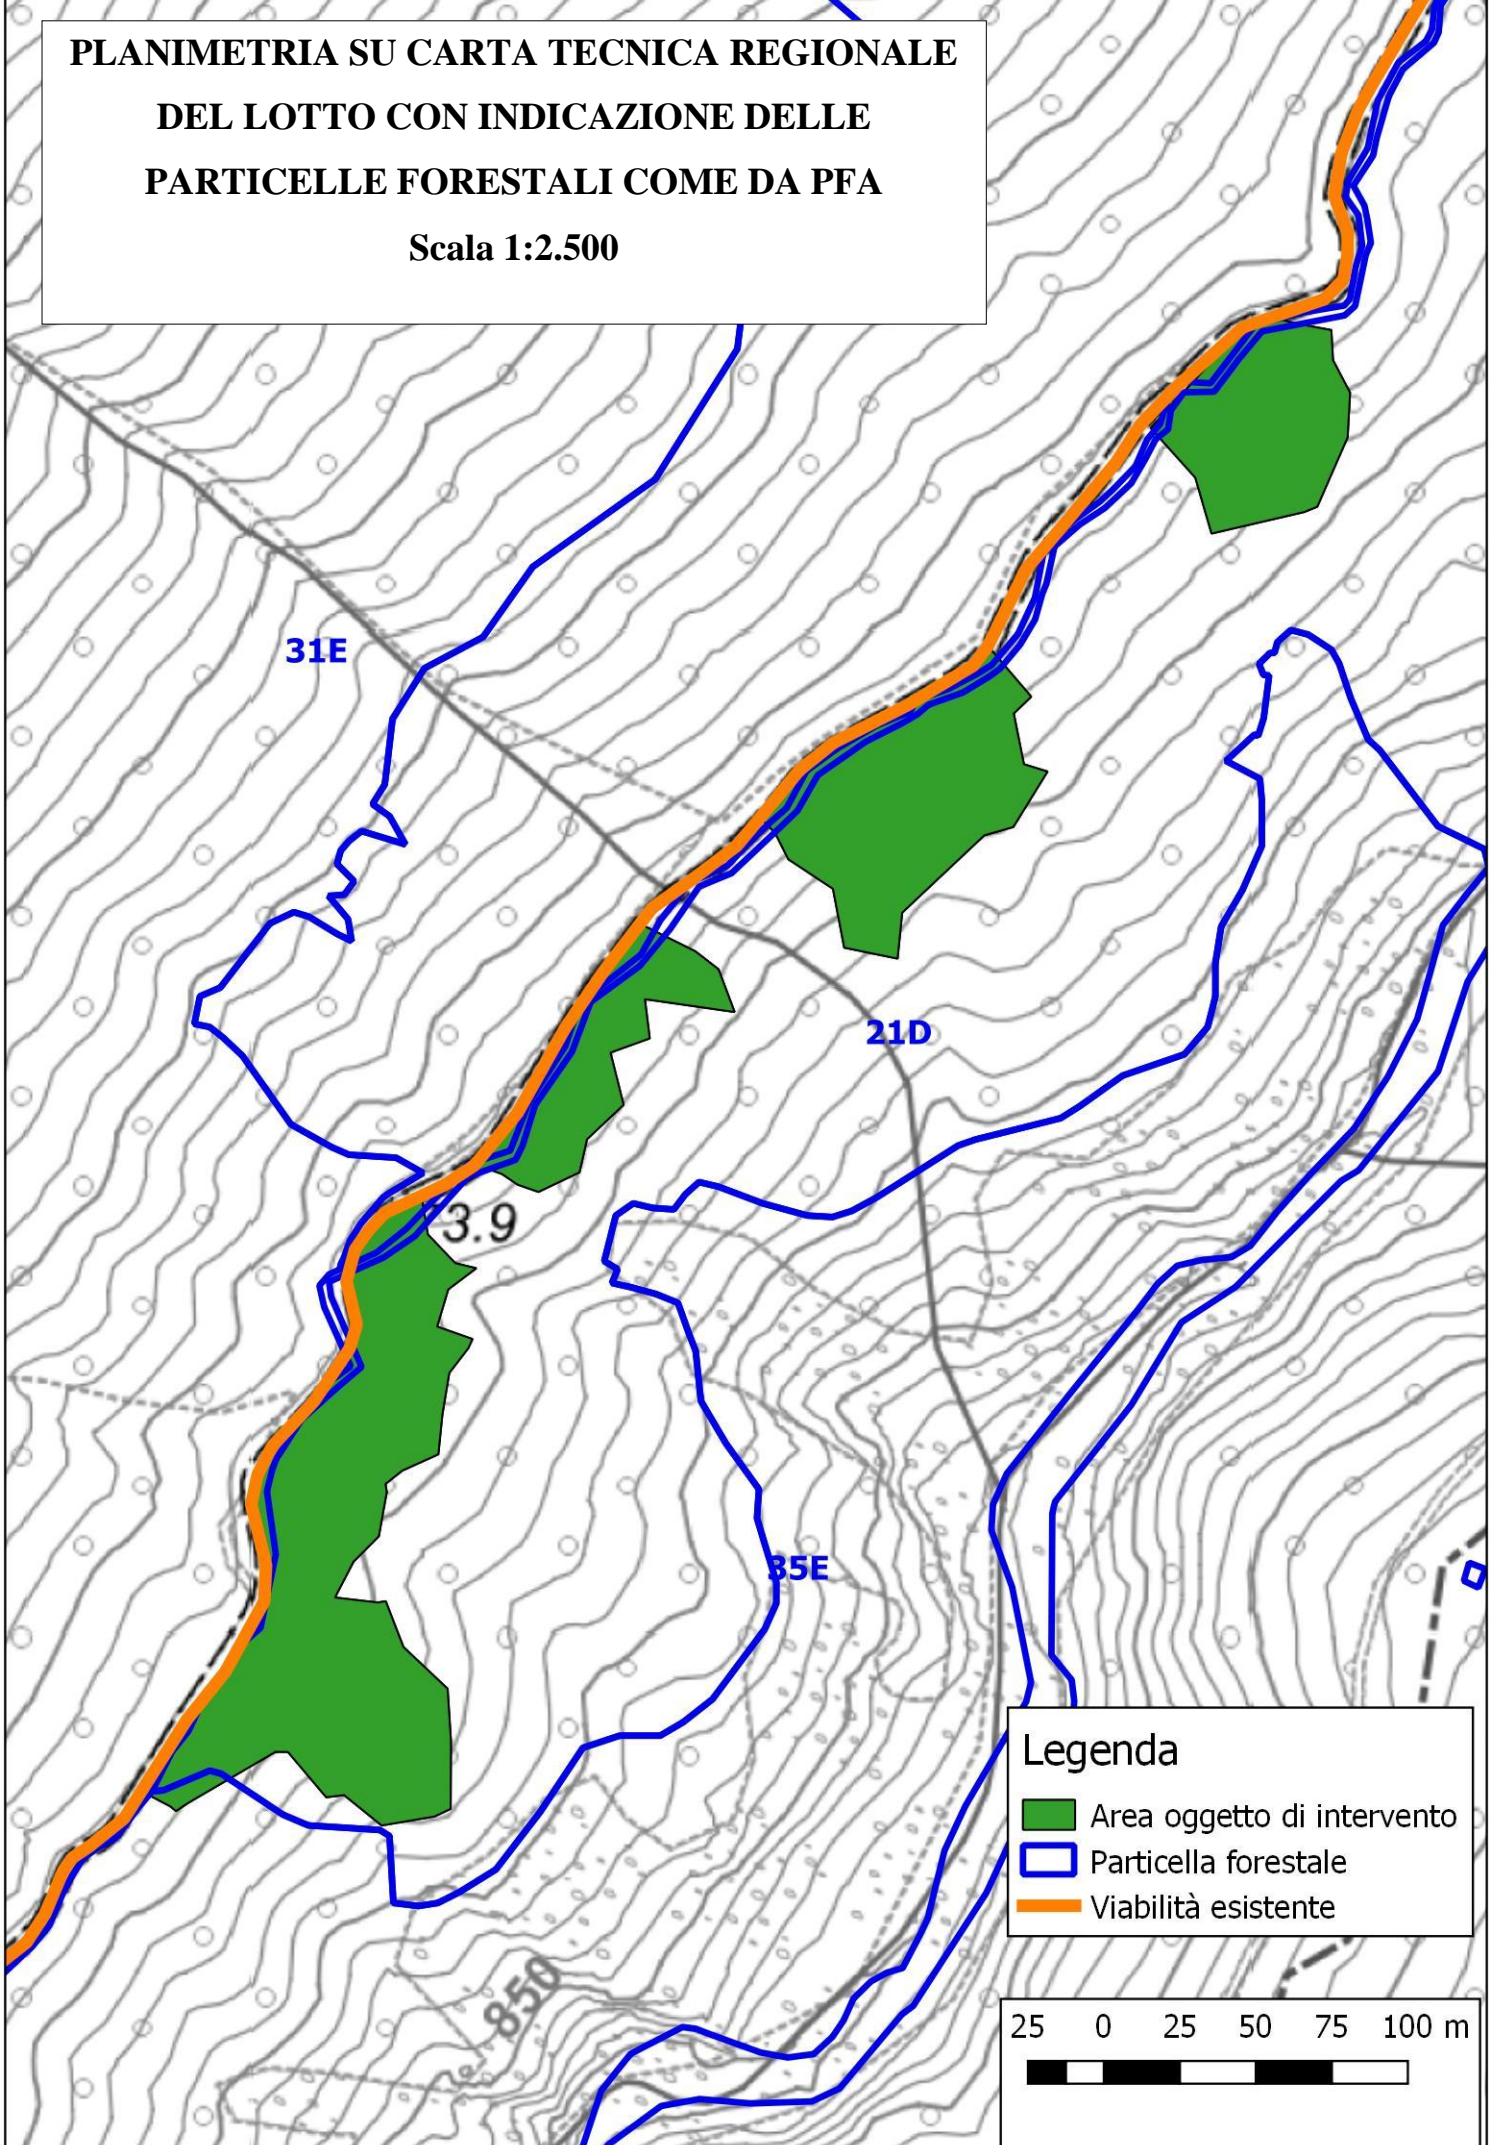 PLANIMETRIA SU CARTA TECNICA REGIONALE
DEL LOTTO CON INDICAZIONE DELLE
PARTICELLE FORESTALI COME DA PFA
Scala 1:2.500
31E
21D
3.9
35E
850
Legenda
Area oggetto di intervento
Particella forestale
Viabilità esistente
25 0 25 50 75 100 m